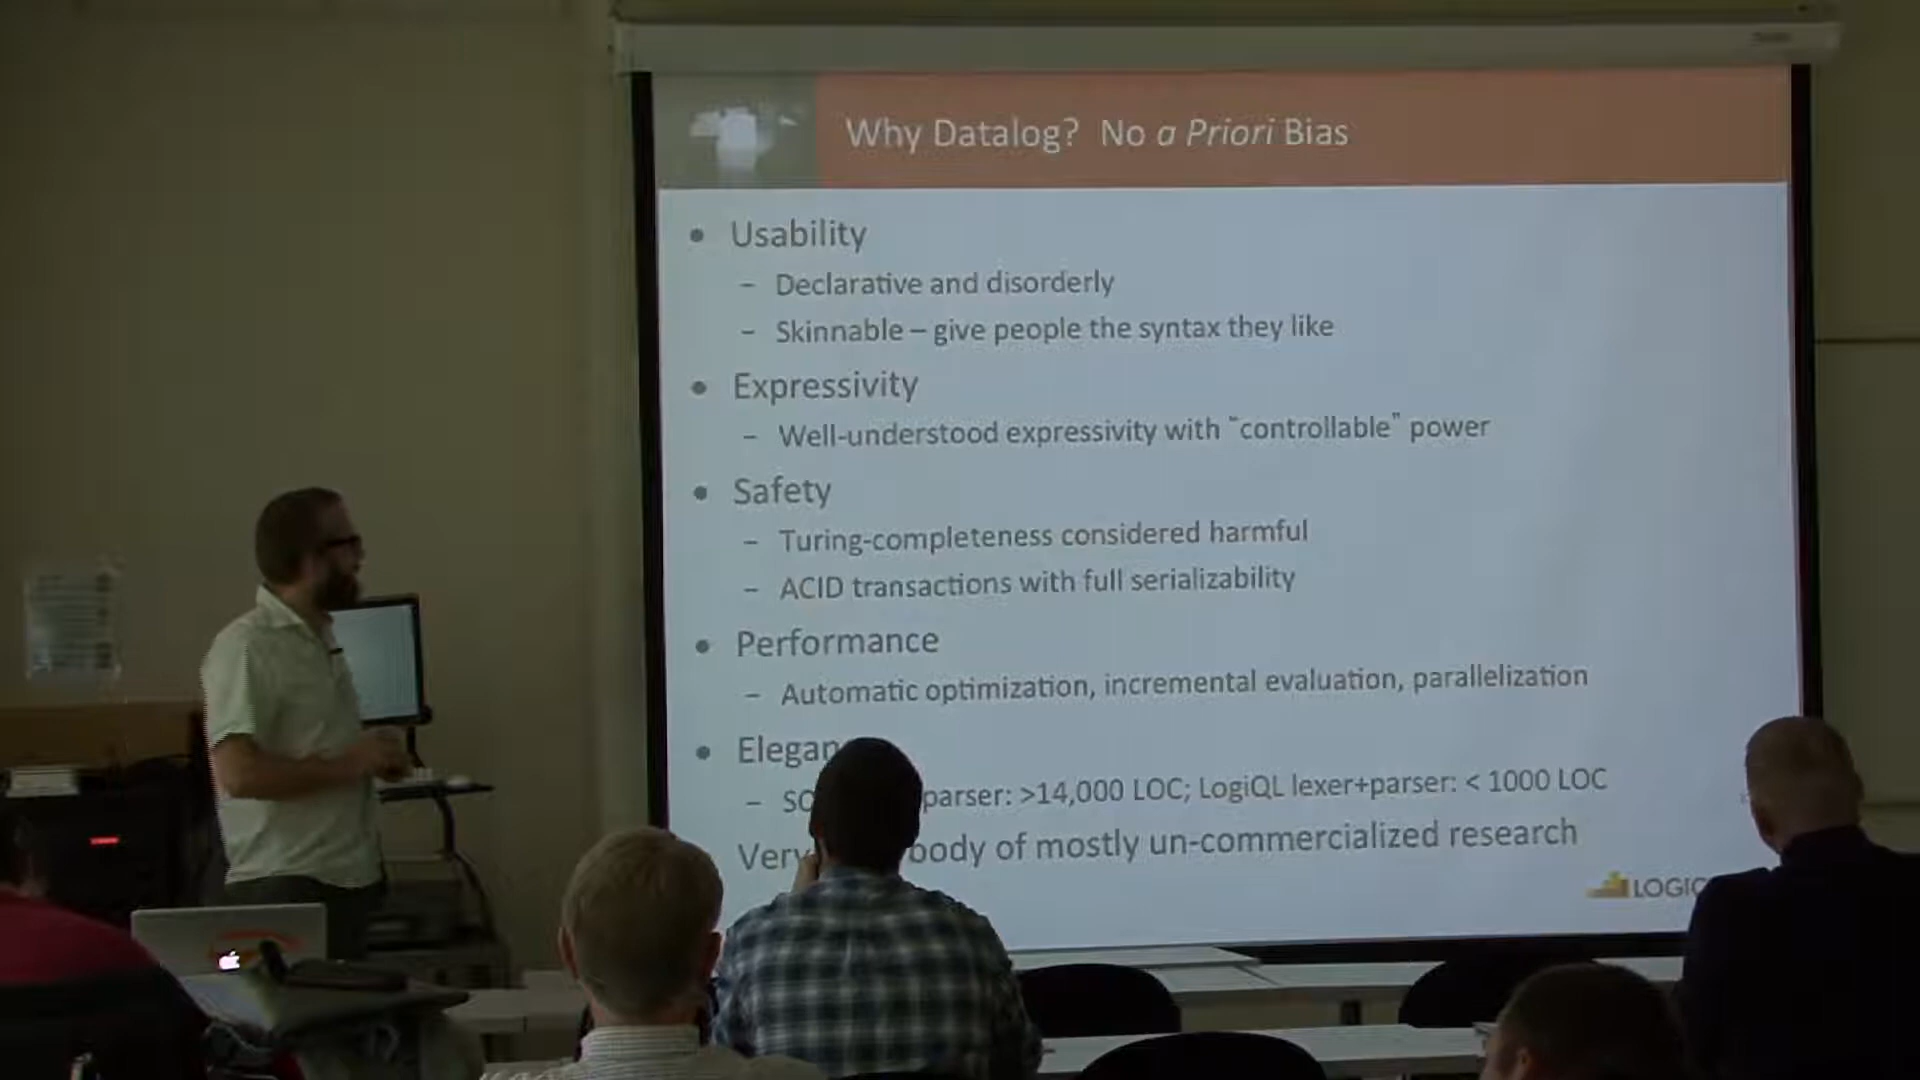 Why Datalog? No a Priori Bias
• Usability
– Declarative and disorderly
– Skinnable – give people the syntax they like
• Expressivity
– Well-understood expressivity with "controllable" power
• Safety
– Turing-completeness considered harmful
– ACID transactions with full serializability
• Performance
– Automatic optimization, incremental evaluation, parallelization
• Elegan
– parser: >14,000 LOC; LogiQL lexer+parser: < 1000 LOC
Very body of mostly un-commercialized research
LOGIC